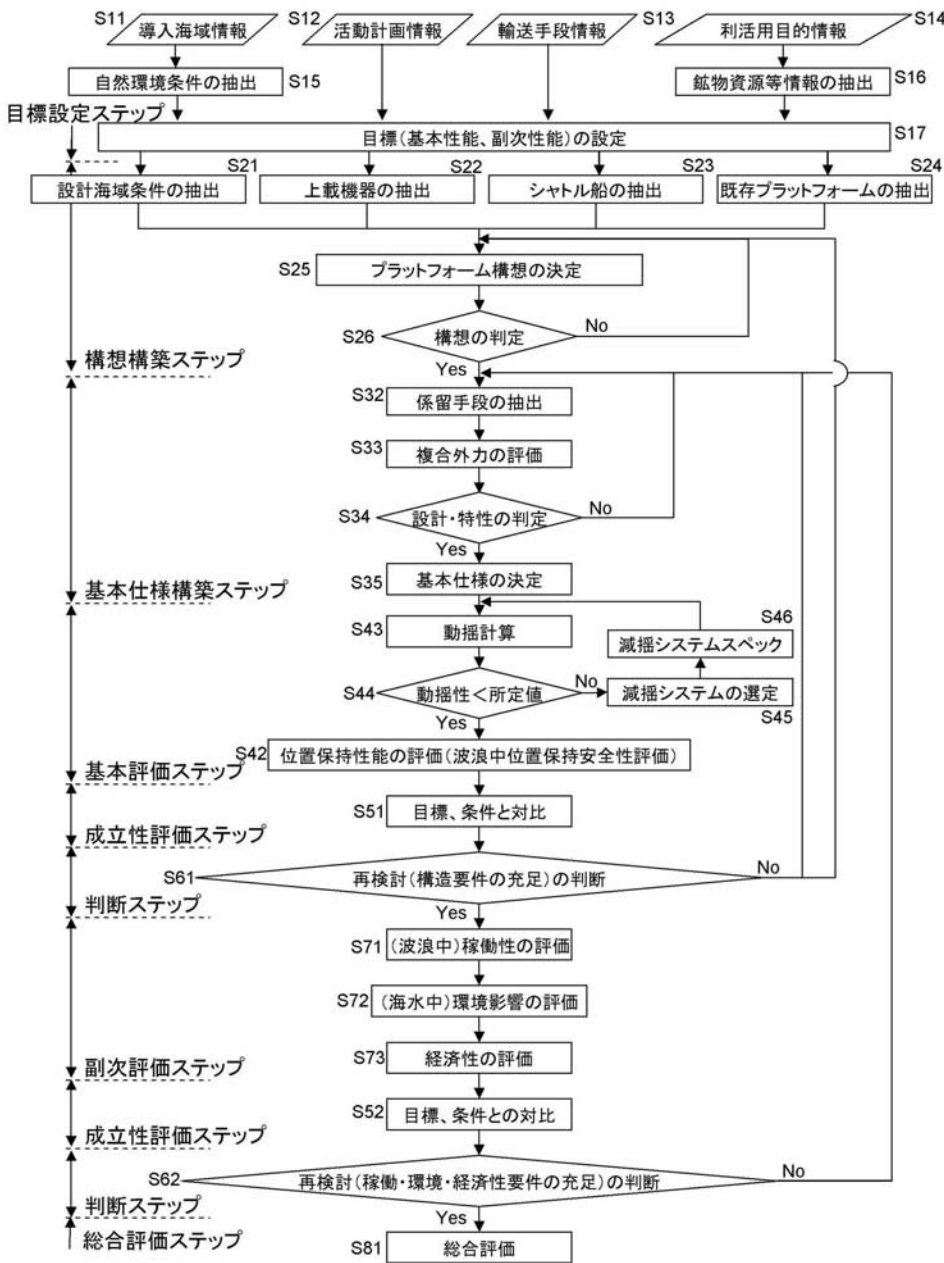 S11 導入海域情報
S12 活動計画情報
S13 輸送手段情報
S14 利活用目的情報
自然環境条件の抽出 S15
鉱物資源等情報の抽出 S16
目標設定ステップ
目標(基本性能、副次性能)の設定 S17
設計海域条件の抽出 S21
上載機器の抽出 S22
シャトル船の抽出 S23
既存プラットフォームの抽出 S24
S25 プラットフォーム構想の決定
S26 構想の判定 No
構想構築ステップ
Yes
S32 係留手段の抽出
S33 複合外力の評価
S34 設計・特性の判定 No
Yes
S35 基本仕様の決定
基本仕様構築ステップ
S43 動揺計算
S46
減揺システムスペック
S44 動揺性<所定値 No
減揺システムの選定
S45
Yes
S42 位置保持性能の評価(波浪中位置保持安全性評価)
基本評価ステップ
S51 目標、条件と対比
成立性評価ステップ
S61 再検討(構造要件の充足)の判断 No
判断ステップ
Yes
S71 (波浪中)稼働性の評価
S72 (海水中)環境影響の評価
S73 経済性の評価
副次評価ステップ
S52 目標、条件との対比
成立性評価ステップ
S62 再検討(稼働・環境・経済性要件の充足)の判断 No
判断ステップ
Yes
総合評価ステップ
S81 総合評価